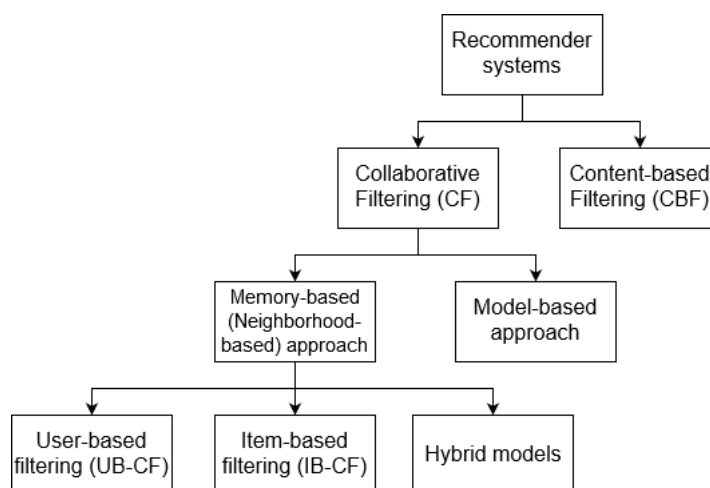 Recommender
systems
Collaborative
Filtering (CF)
Content-based
Filtering (CBF)
Memory-based
(Neighborhood-
based) approach
Model-based
approach
User-based
filtering (UB-CF)
Item-based
filtering (IB-CF)
Hybrid models